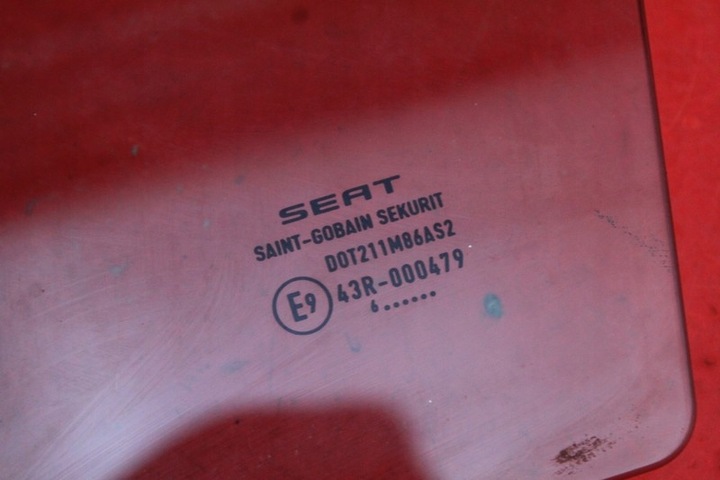 SEAT
SAINT-GOBAIN SEKURIT
DOT211M86AS2
E9 43R-000479
6......